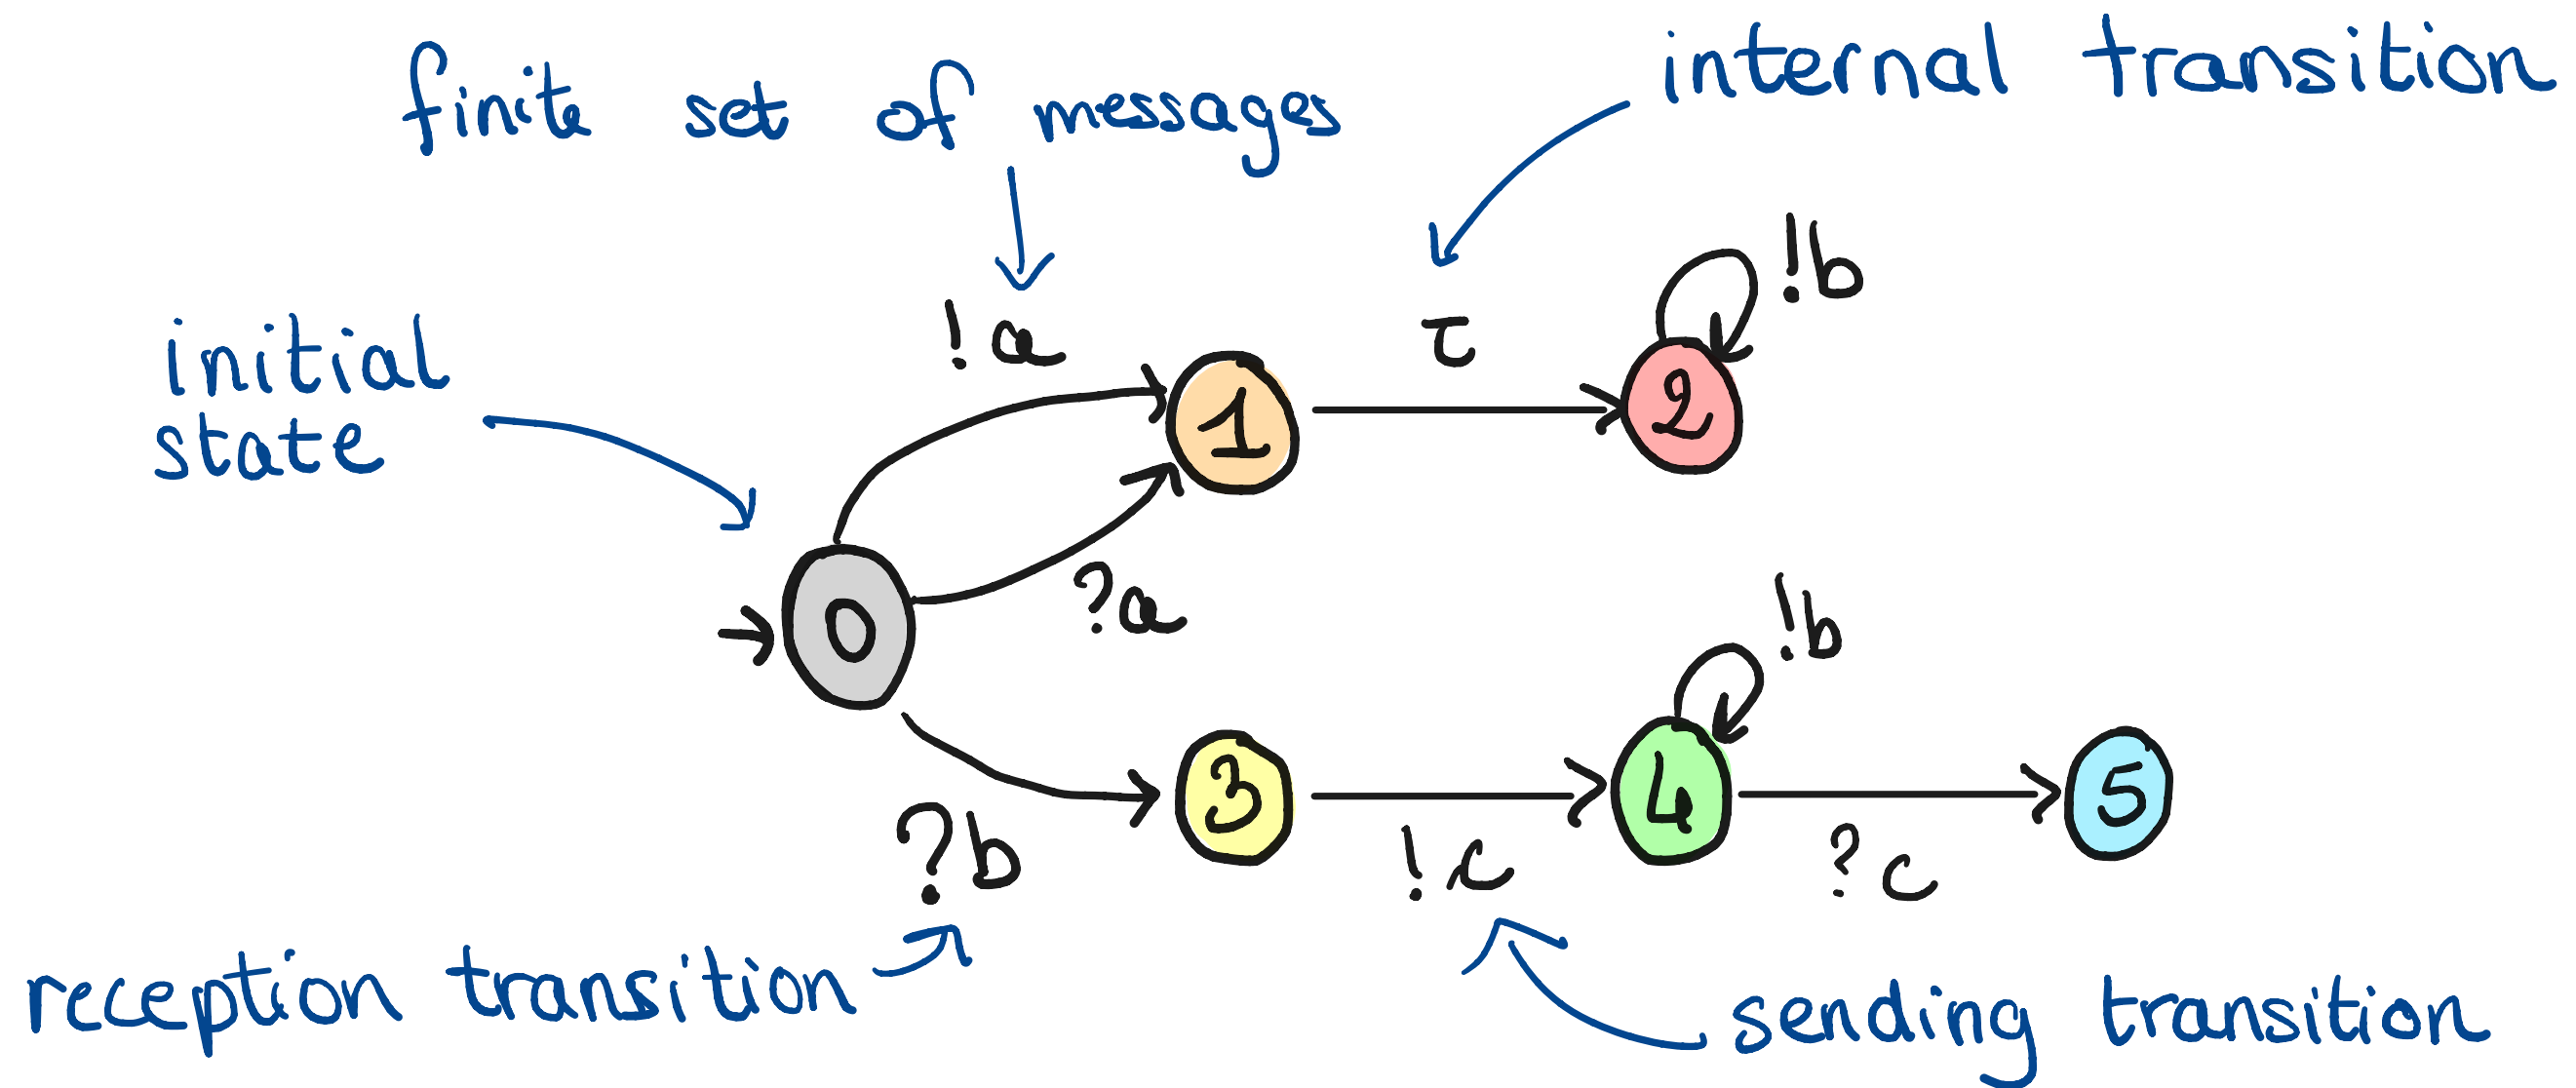 finite set of messages
internal transition
!a
τ
!b
initial
state
1
2
0
?a
!b
3
4
5
?b
!c
?c
reception transition
sending transition